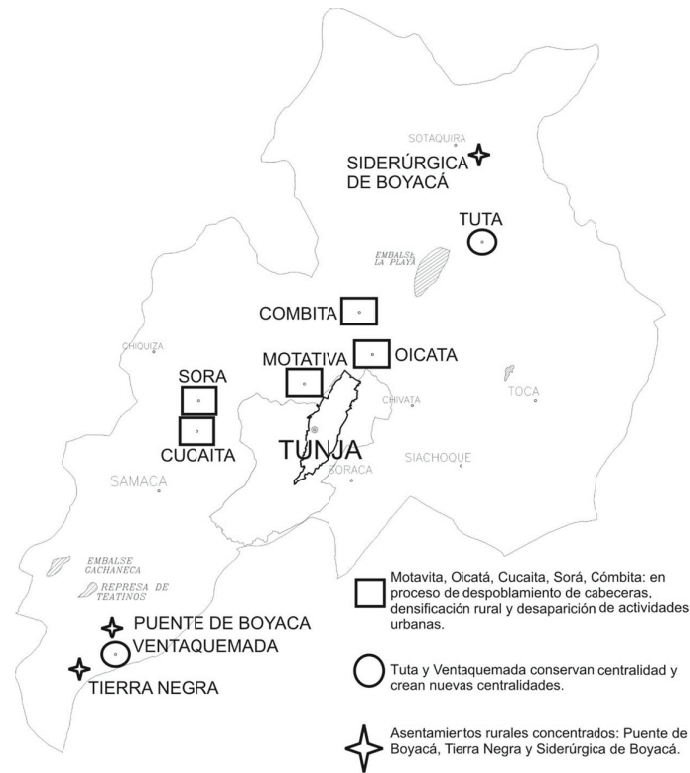 SOTAQUIRA
SIDERÚRGICA
DE BOYACÁ
TUTA
EMBALSE
LA PLAYA
COMBITA
CHIQUIZA
MOTATIVA
OICATA
SORA
TOCA
CHIVATA
TUNJA
CUCAITA
SIACHOQUE
SORACA
SAMACA
EMBALSE
GACHANECA
REPRESA DE
TEATINOS
PUENTE DE BOYACA
VENTAQUEMADA
TIERRA NEGRA
Motavita, Oicatá, Cucaita, Sorá, Cómbita: en
proceso de despoblamiento de cabeceras,
densificación rural y desaparición de actividades
urbanas.
Tuta y Ventaquemada conservan centralidad y
crean nuevas centralidades.
Asentamientos rurales concentrados: Puente de
Boyacá, Tierra Negra y Siderúrgica de Boyacá.